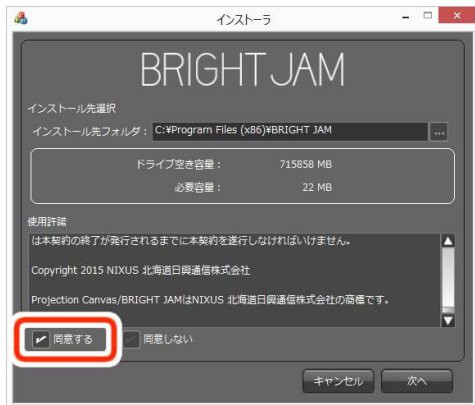 インストーラ
BRIGHT JAM
インストール先選択
インストール先フォルダ： C:¥Program Files (x86)¥BRIGHT JAM ...
ドライブ空き容量： 715858 MB
必要容量： 22 MB
使用許諾
は本契約の終了が発行されるまでに本契約を遂行しなければいけません。
Copyright 2015 NIXUS 北海道日興通信株式会社
Projection Canvas/BRIGHT JAMはNIXUS 北海道日興通信株式会社の商標です。
同意する 同意しない
キャンセル 次へ